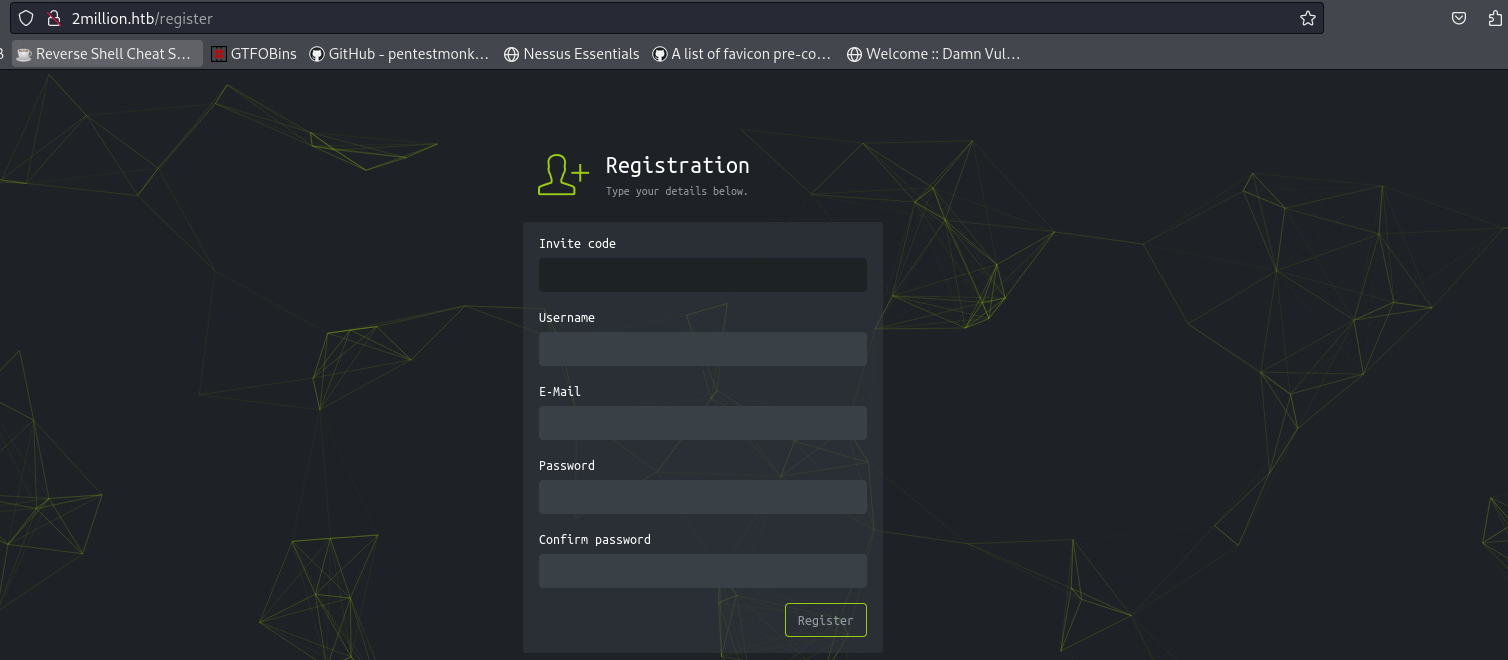 2million.htb/register
Reverse Shell Cheat S... GTFOBins GitHub - pentestmonk... Nessus Essentials A list of favicon pre-co... Welcome :: Damn Vul...
Registration
Type your details below.
Invite code
Username
E-Mail
Password
Confirm password
Register